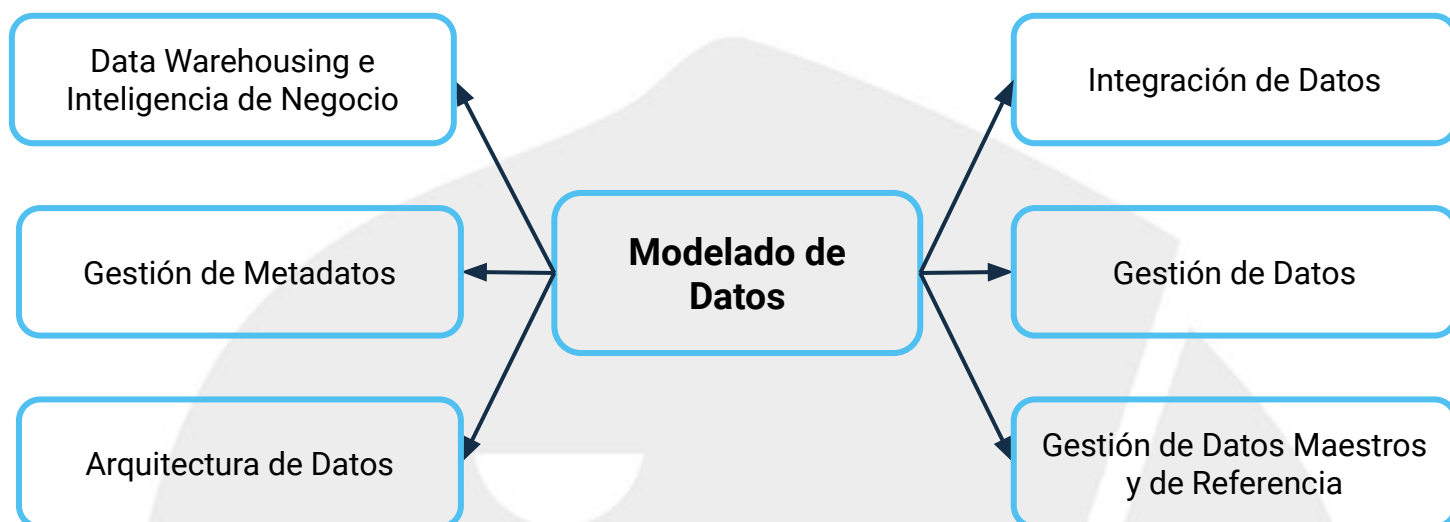 Data Warehousing e
Inteligencia de Negocio
Integración de Datos
Gestión de Metadatos
Modelado de
Datos
Gestión de Datos
Arquitectura de Datos
Gestión de Datos Maestros
y de Referencia